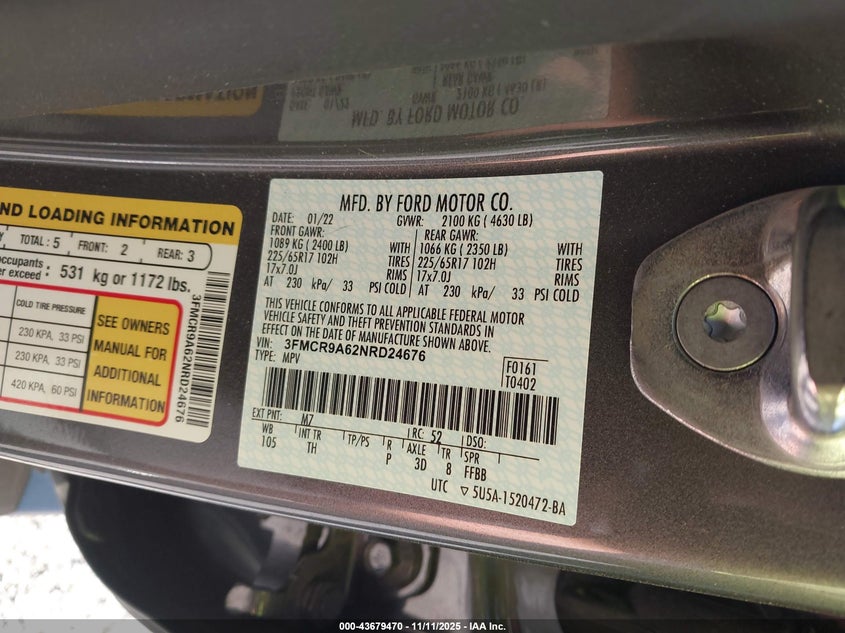 MFD. BY FORD MOTOR CO.
DATE: 01/22 GVWR: 2100 KG ( 4630 LB)
FRONT GAWR: REAR GAWR:
1089 KG (2400 LB) WITH 1066 KG (2350 LB) WITH
225/65R17 102H TIRES 225/65R17 102H TIRES
17x7.0J RIMS 17x7.0J RIMS
AT 230 kPa/ 33 PSI COLD AT 230 kPa/ 33 PSI COLD
THIS VEHICLE CONFORMS TO ALL APPLICABLE FEDERAL MOTOR
VEHICLE SAFETY AND THEFT PREVENTION STANDARDS IN
EFFECT ON THE DATE OF MANUFACTURE SHOWN ABOVE.
VIN: 3FMCR9A62NRD24676
TYPE: MPV
F0161
T0402
EXT PNT: M7 RC: 52 DSO:
WB INT TR TP/PS R AXLE TR SPR
105 TH P 3D 8 FFBB
UTC ▽ 5U5A-1520472-BA
ND LOADING INFORMATION
TOTAL : 5 FRONT: 2 REAR: 3
occupants :
exceed : 531 kg or 1172 lbs.
COLD TIRE PRESSURE
230 KPA, 33 PSI
230 KPA, 33 PSI
420 KPA, 60 PSI
SEE OWNERS
MANUAL FOR
ADDITIONAL
INFORMATION
3FMCR9A62NRD24676
000-43679470 - 11/11/2025 - IAA Inc.